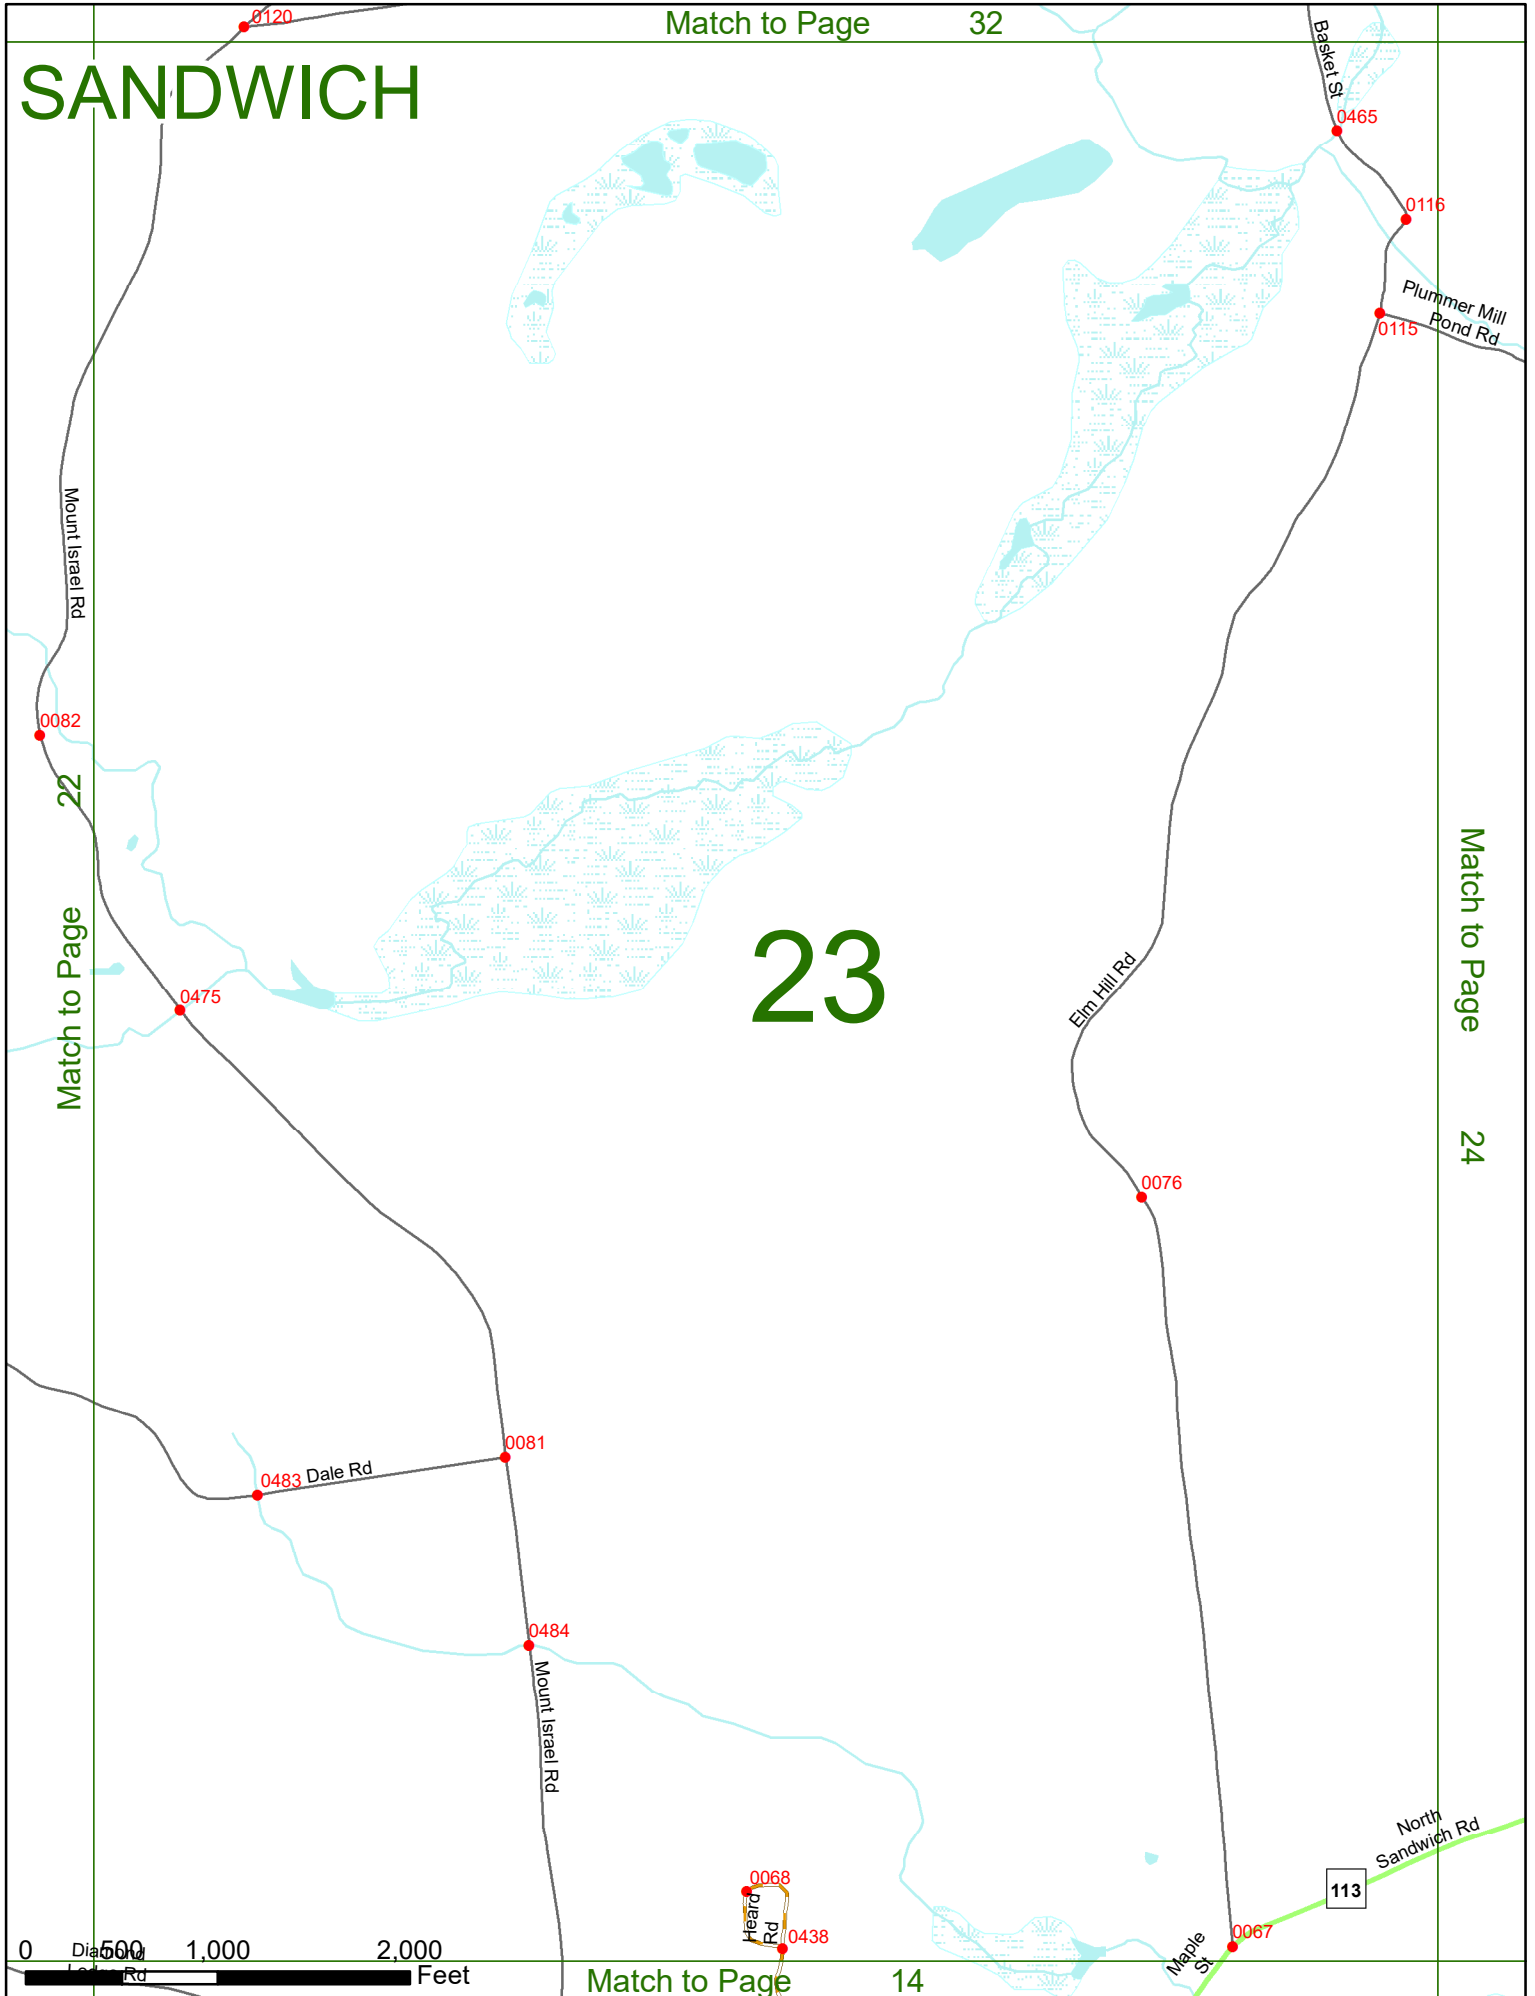 0120
Match to Page 32
SANDWICH
Basket St
0465
0116
Plummer Mill
Pond Rd
0115
Mount Israel Rd
0082
Match to Page 22
23
Match to Page 24
0475
Elm Hill Rd
0076
0081
0483
Dale Rd
0484
Mount Israel Rd
North
Sandwich Rd
113
0068
Heard
Rd
0438
0067
Maple
St
0 500 1,000 2,000
Diamond
Ledge Rd
Feet
Match to Page 14